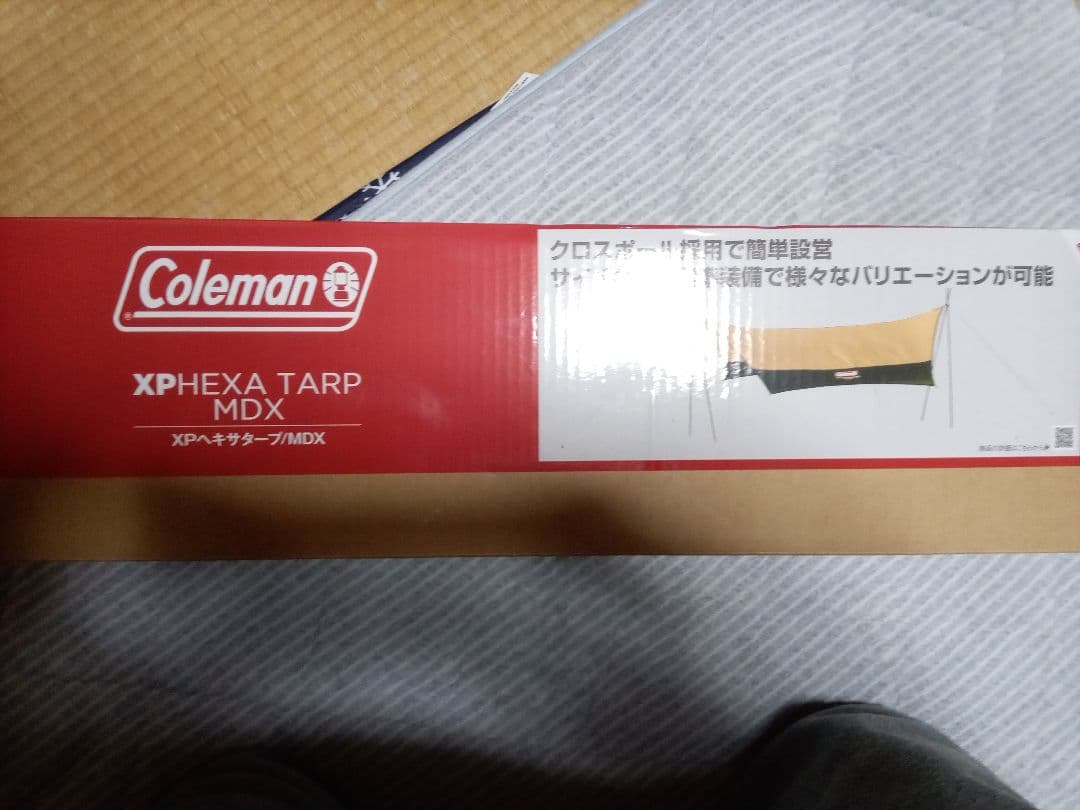 Coleman
XPHEXA TARP
MDX
XPヘキサタープ/MDX
クロスポール採用で簡単設営
装備で様々なバリエーションが可能
Coleman